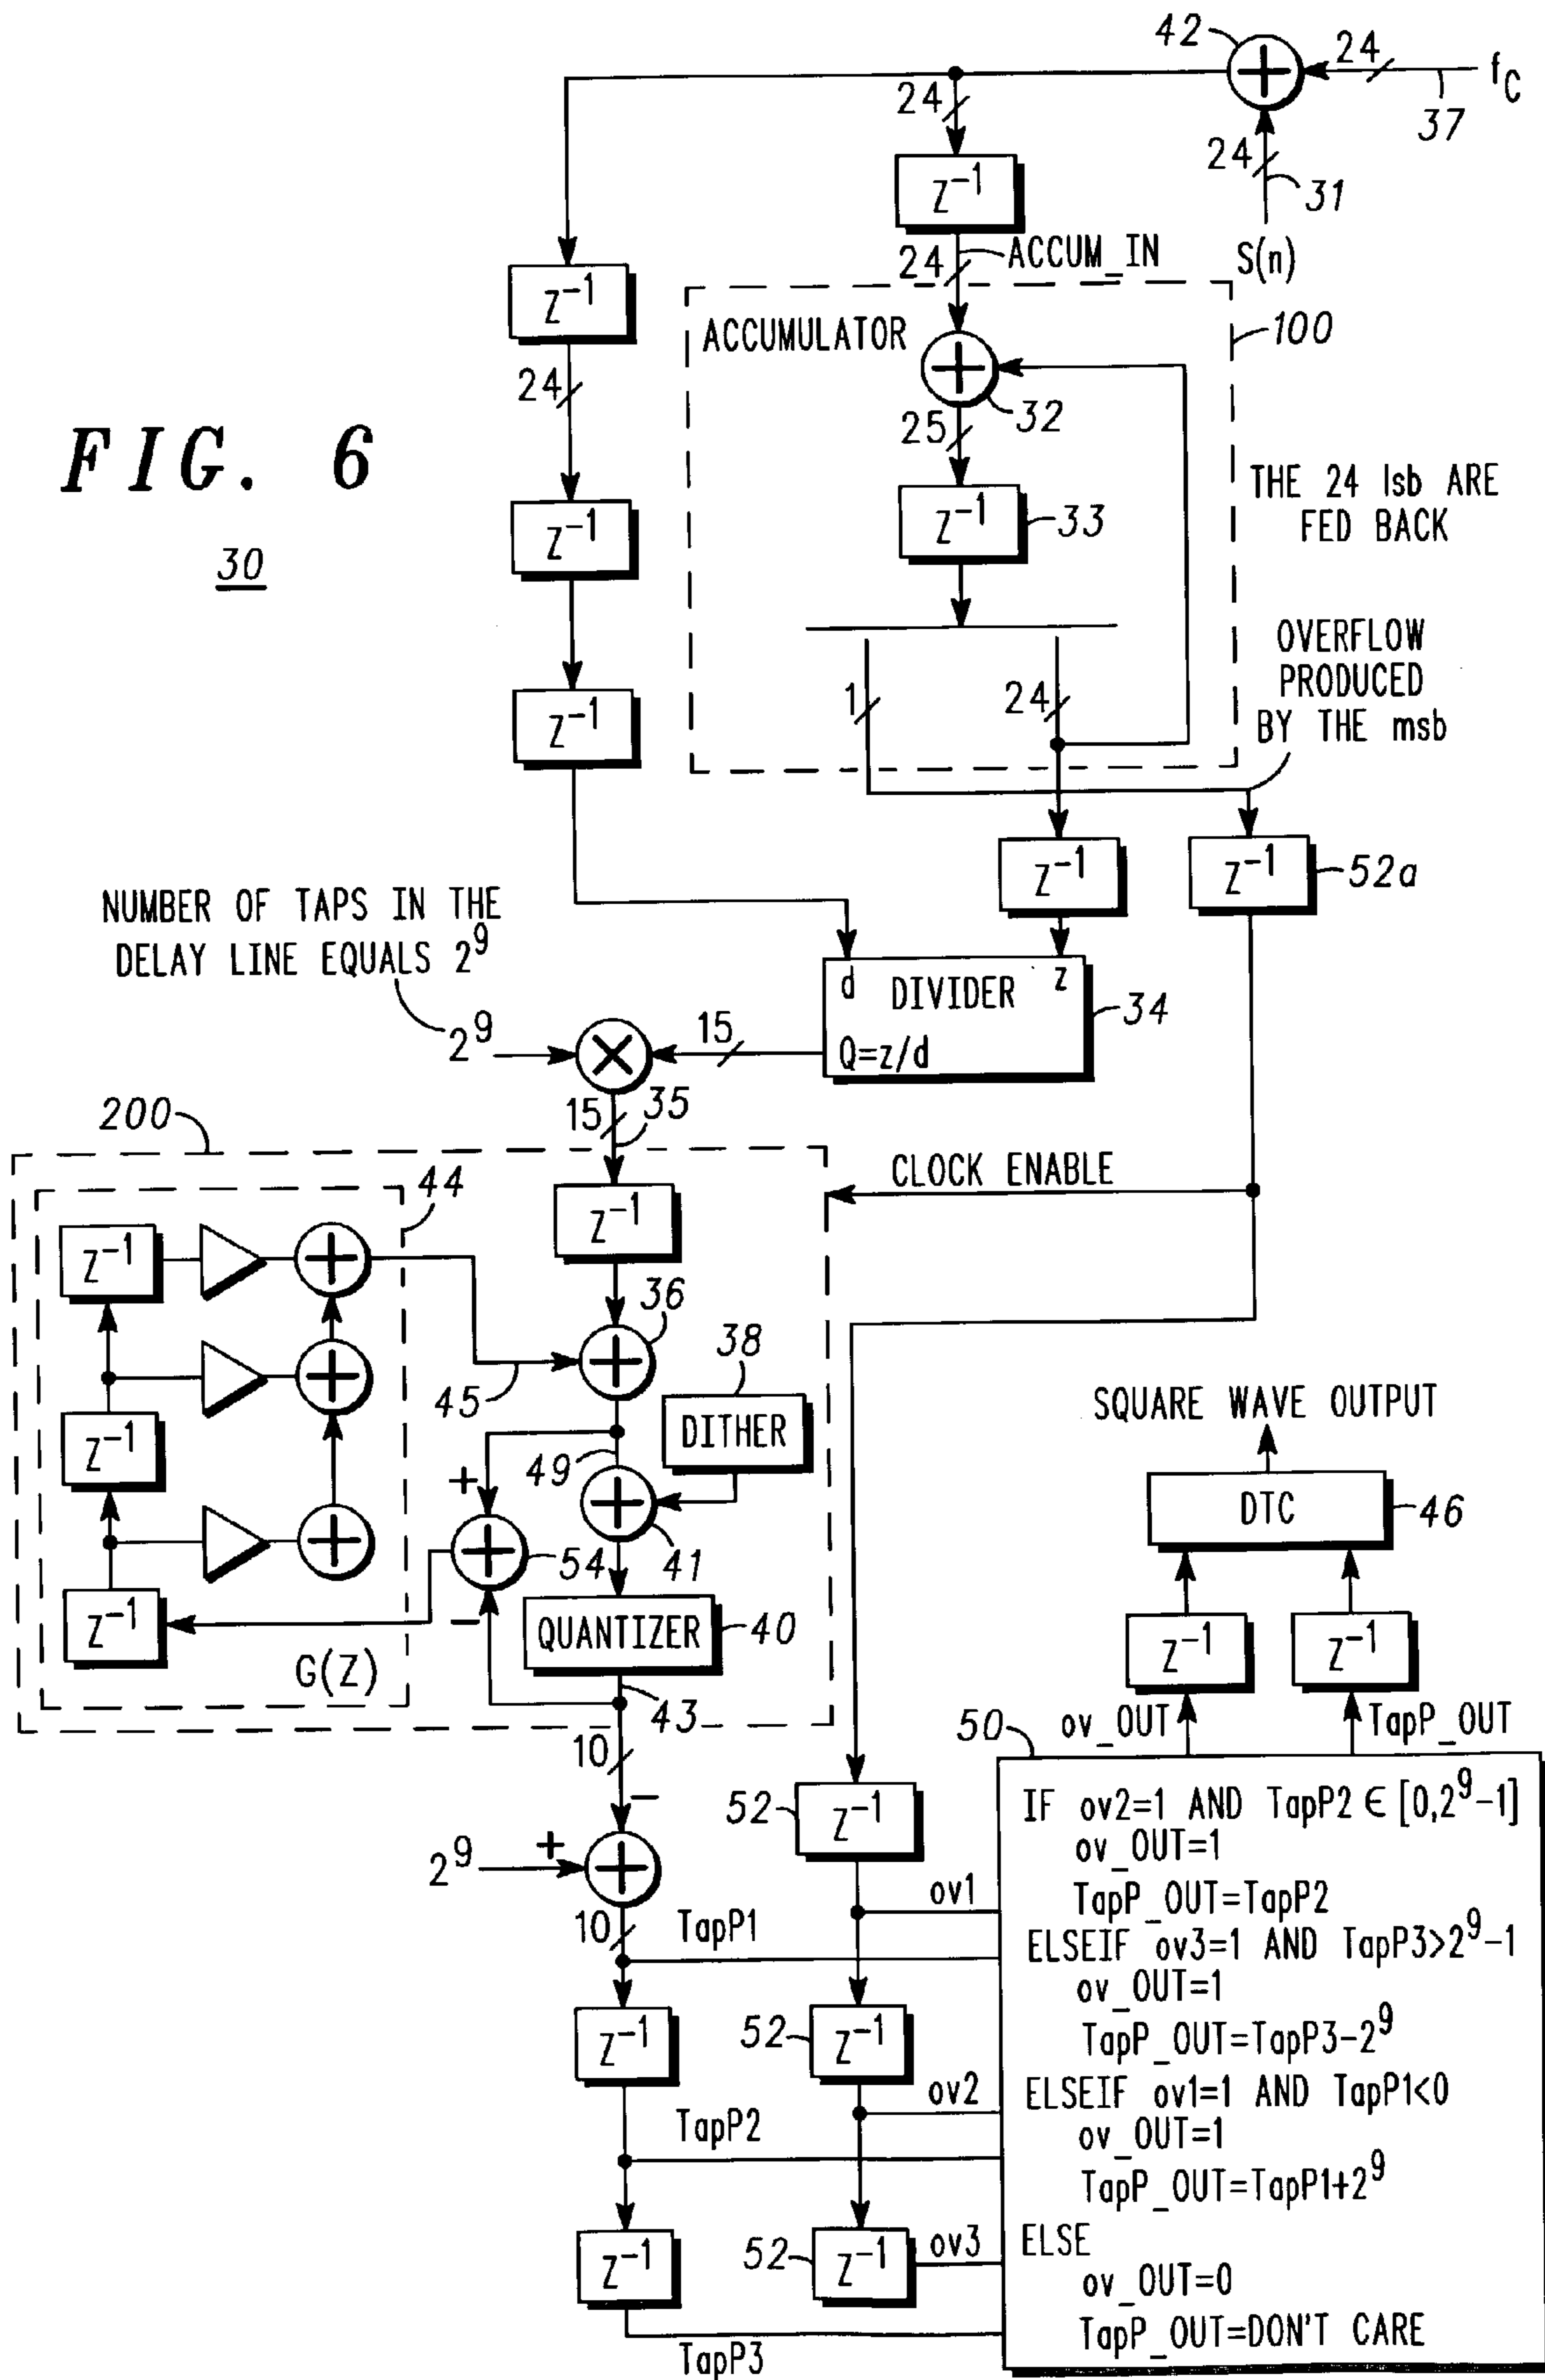 42
24
f_C
37
24
24
31
S(n)
Z^-1
24
ACCUM_IN
ACCUMULATOR
100
Z^-1
24
32
25
FIG. 6
30
Z^-1
33
THE 24 lsb ARE
FED BACK
Z^-1
OVERFLOW
PRODUCED
BY THE msb
1
24
Z^-1
Z^-1
Z^-1
52a
NUMBER OF TAPS IN THE
DELAY LINE EQUALS 2^9
d DIVIDER z
Q=z/d
34
2^9
15
15
35
200
44
CLOCK ENABLE
Z^-1
Z^-1
36
38
45
DITHER
49
41
Z^-1
+
54
−
QUANTIZER
40
Z^-1
G(Z)
43
SQUARE WAVE OUTPUT
DTC
46
Z^-1
Z^-1
ov_OUT
TapP_OUT
50
10
−
2^9
+
10
52
Z^-1
ov1
TapP1
Z^-1
52
Z^-1
ov2
TapP2
Z^-1
52
Z^-1
ov3
TapP3
IF ov2=1 AND TapP2 ∈ [0,2^9-1]
ov_OUT=1
TapP_OUT=TapP2
ELSEIF ov3=1 AND TapP3>2^9-1
ov_OUT=1
TapP_OUT=TapP3-2^9
ELSEIF ov1=1 AND TapP1<0
ov_OUT=1
TapP_OUT=TapP1+2^9
ELSE
ov_OUT=0
TapP_OUT=DON'T CARE